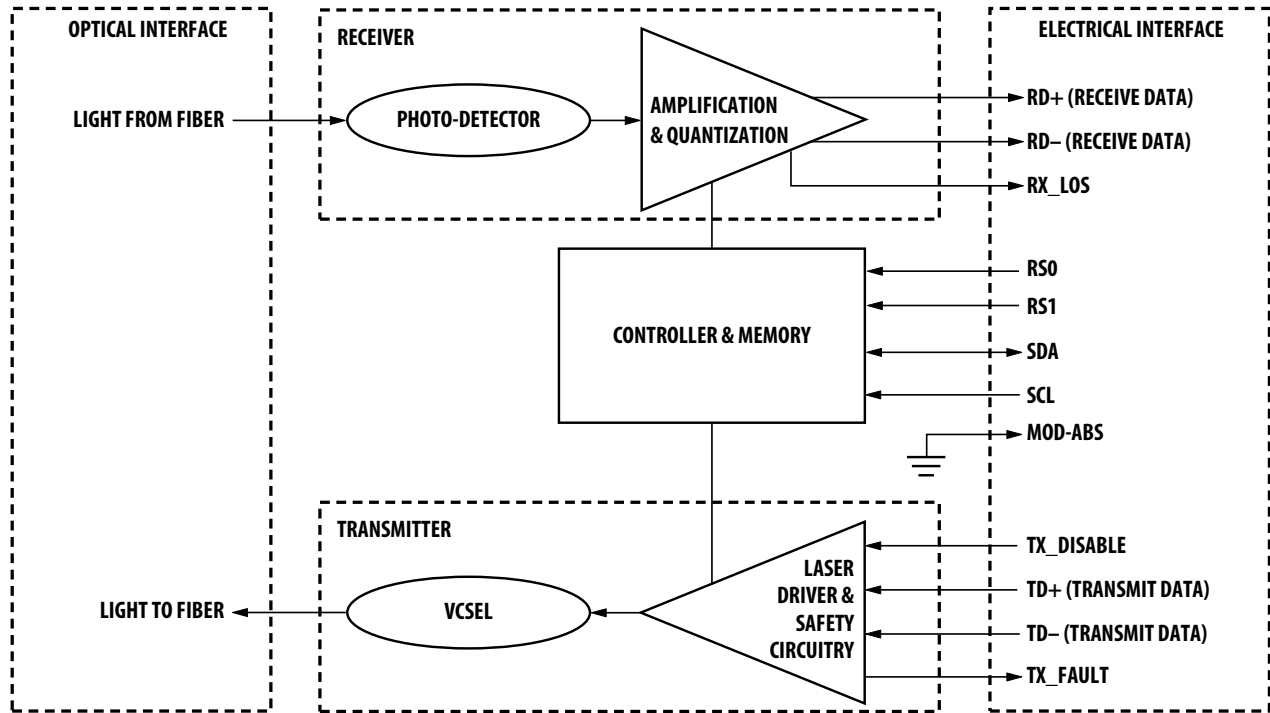 OPTICAL INTERFACE
RECEIVER
ELECTRICAL INTERFACE
LIGHT FROM FIBER
PHOTO-DETECTOR
AMPLIFICATION
& QUANTIZATION
RD+ (RECEIVE DATA)
RD– (RECEIVE DATA)
RX_LOS
CONTROLLER & MEMORY
RS0
RS1
SDA
SCL
MOD-ABS
TRANSMITTER
LIGHT TO FIBER
VCSEL
LASER
DRIVER &
SAFETY
CIRCUITRY
TX_DISABLE
TD+ (TRANSMIT DATA)
TD– (TRANSMIT DATA)
TX_FAULT